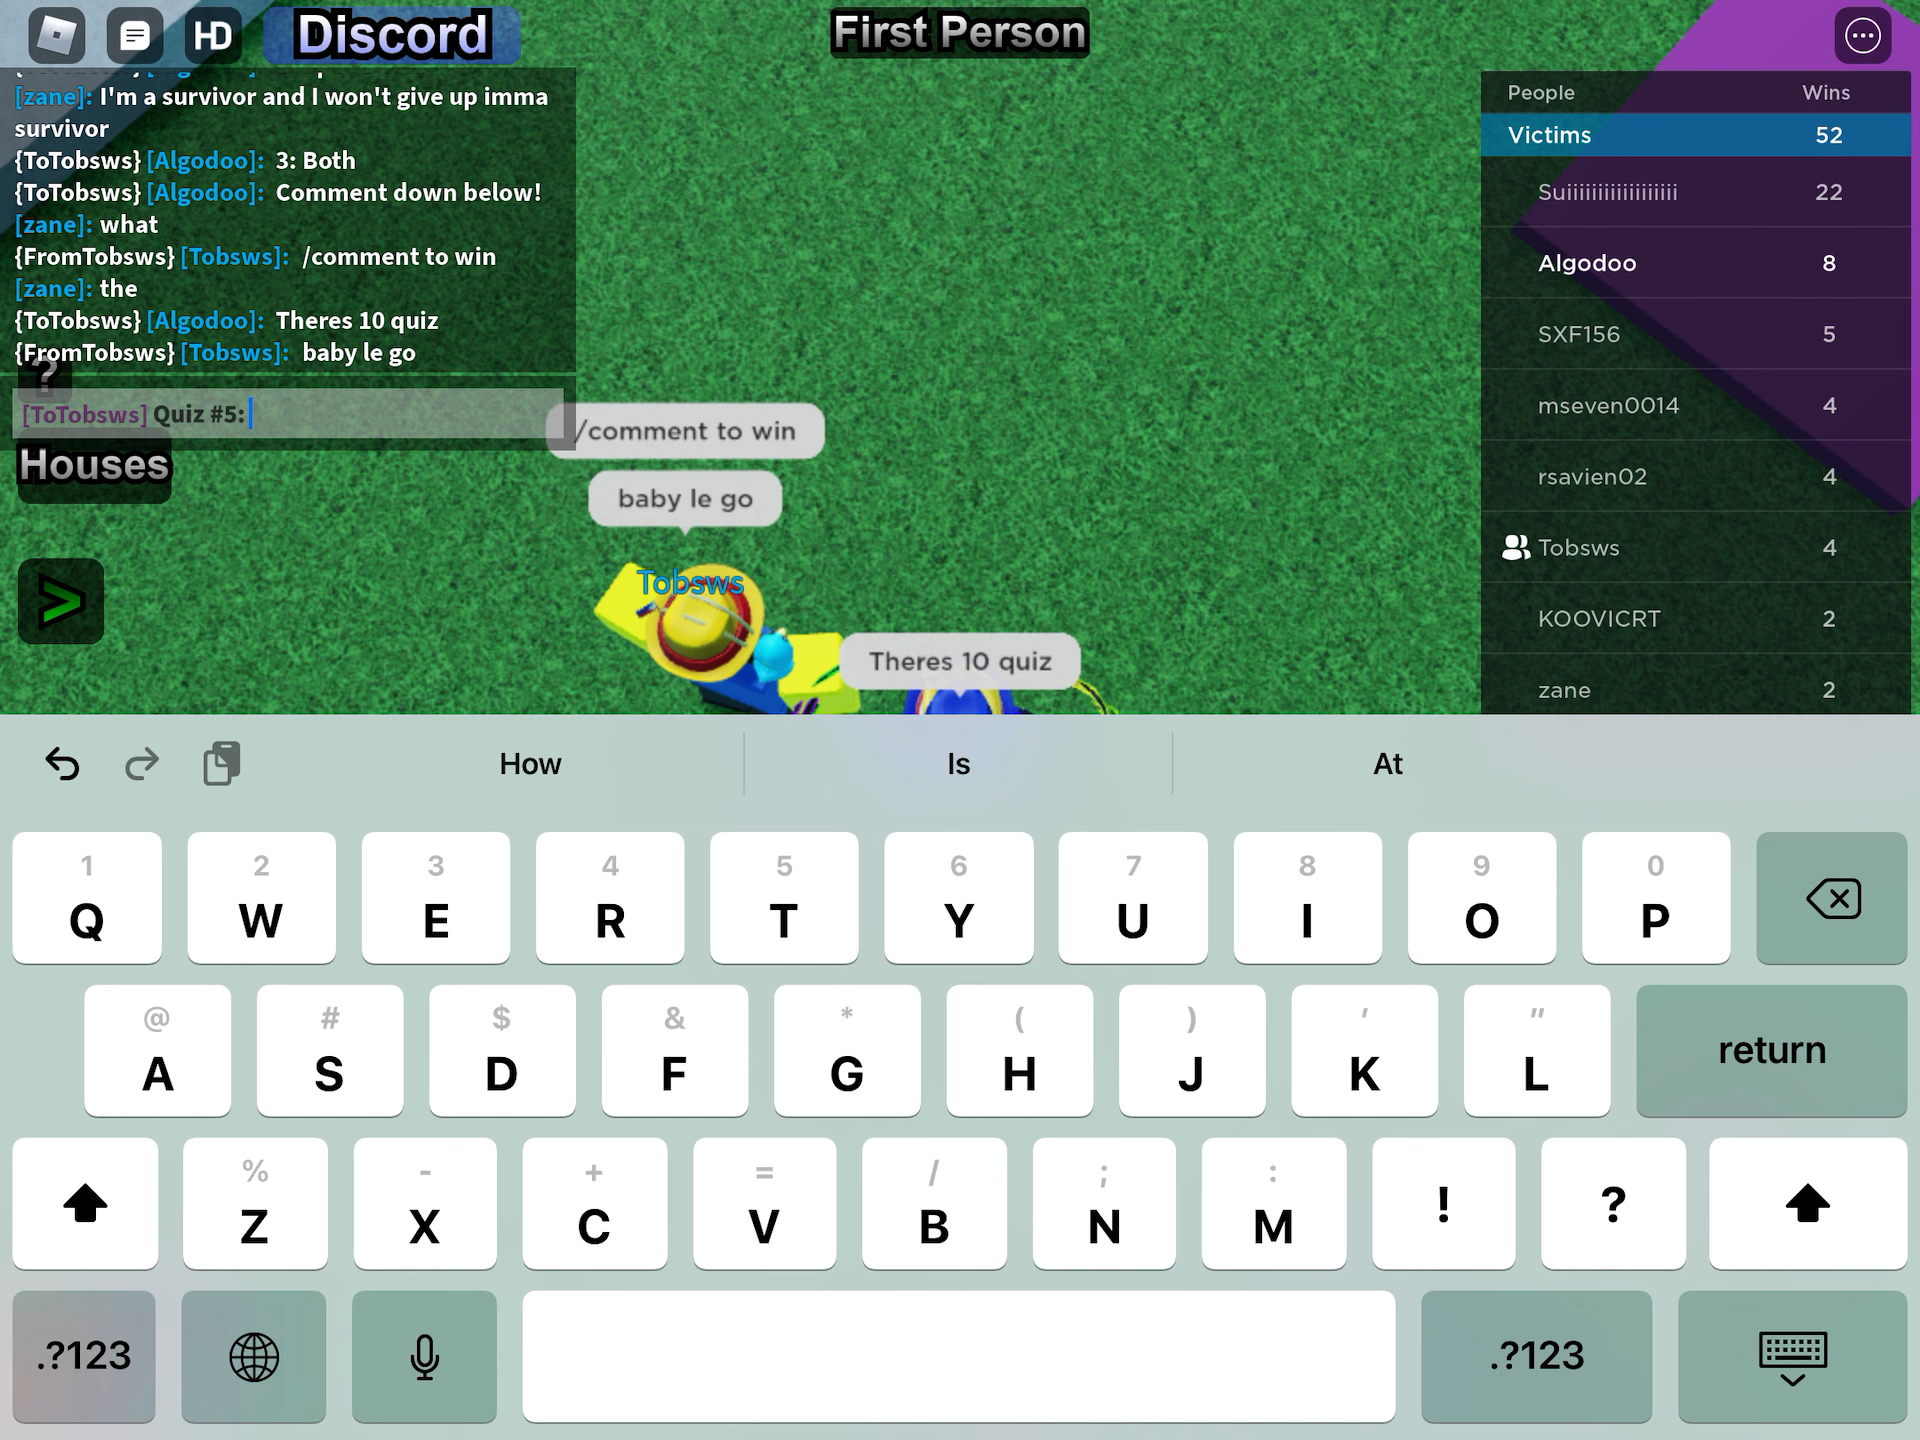 HD
Discord
First Person
[zane]: I'm a survivor and I won't give up imma
survivor
{ToTobsws} [Algodoo]: 3: Both
{ToTobsws} [Algodoo]: Comment down below!
[zane]: what
{FromTobsws} [Tobsws]: /comment to win
[zane]: the
{ToTobsws} [Algodoo]: Theres 10 quiz
{FromTobsws} [Tobsws]: baby le go
?
[ToTobsws] Quiz #5:
Houses
>
/comment to win
baby le go
Tobsws
Theres 10 quiz
People Wins
Victims 52
Suiiiiiiiiiiiiiiiiii 22
Algodoo 8
SXF156 5
mseven0014 4
rsavien02 4
Tobsws 4
KOOVICRT 2
zane 2
How Is At
1 2 3 4 5 6 7 8 9 0
Q W E R T Y U I O P
@ # $ & * ( ) ' "
A S D F G H J K L return
% - + = / ; :
Z X C V B N M ! ?
.?123 .?123